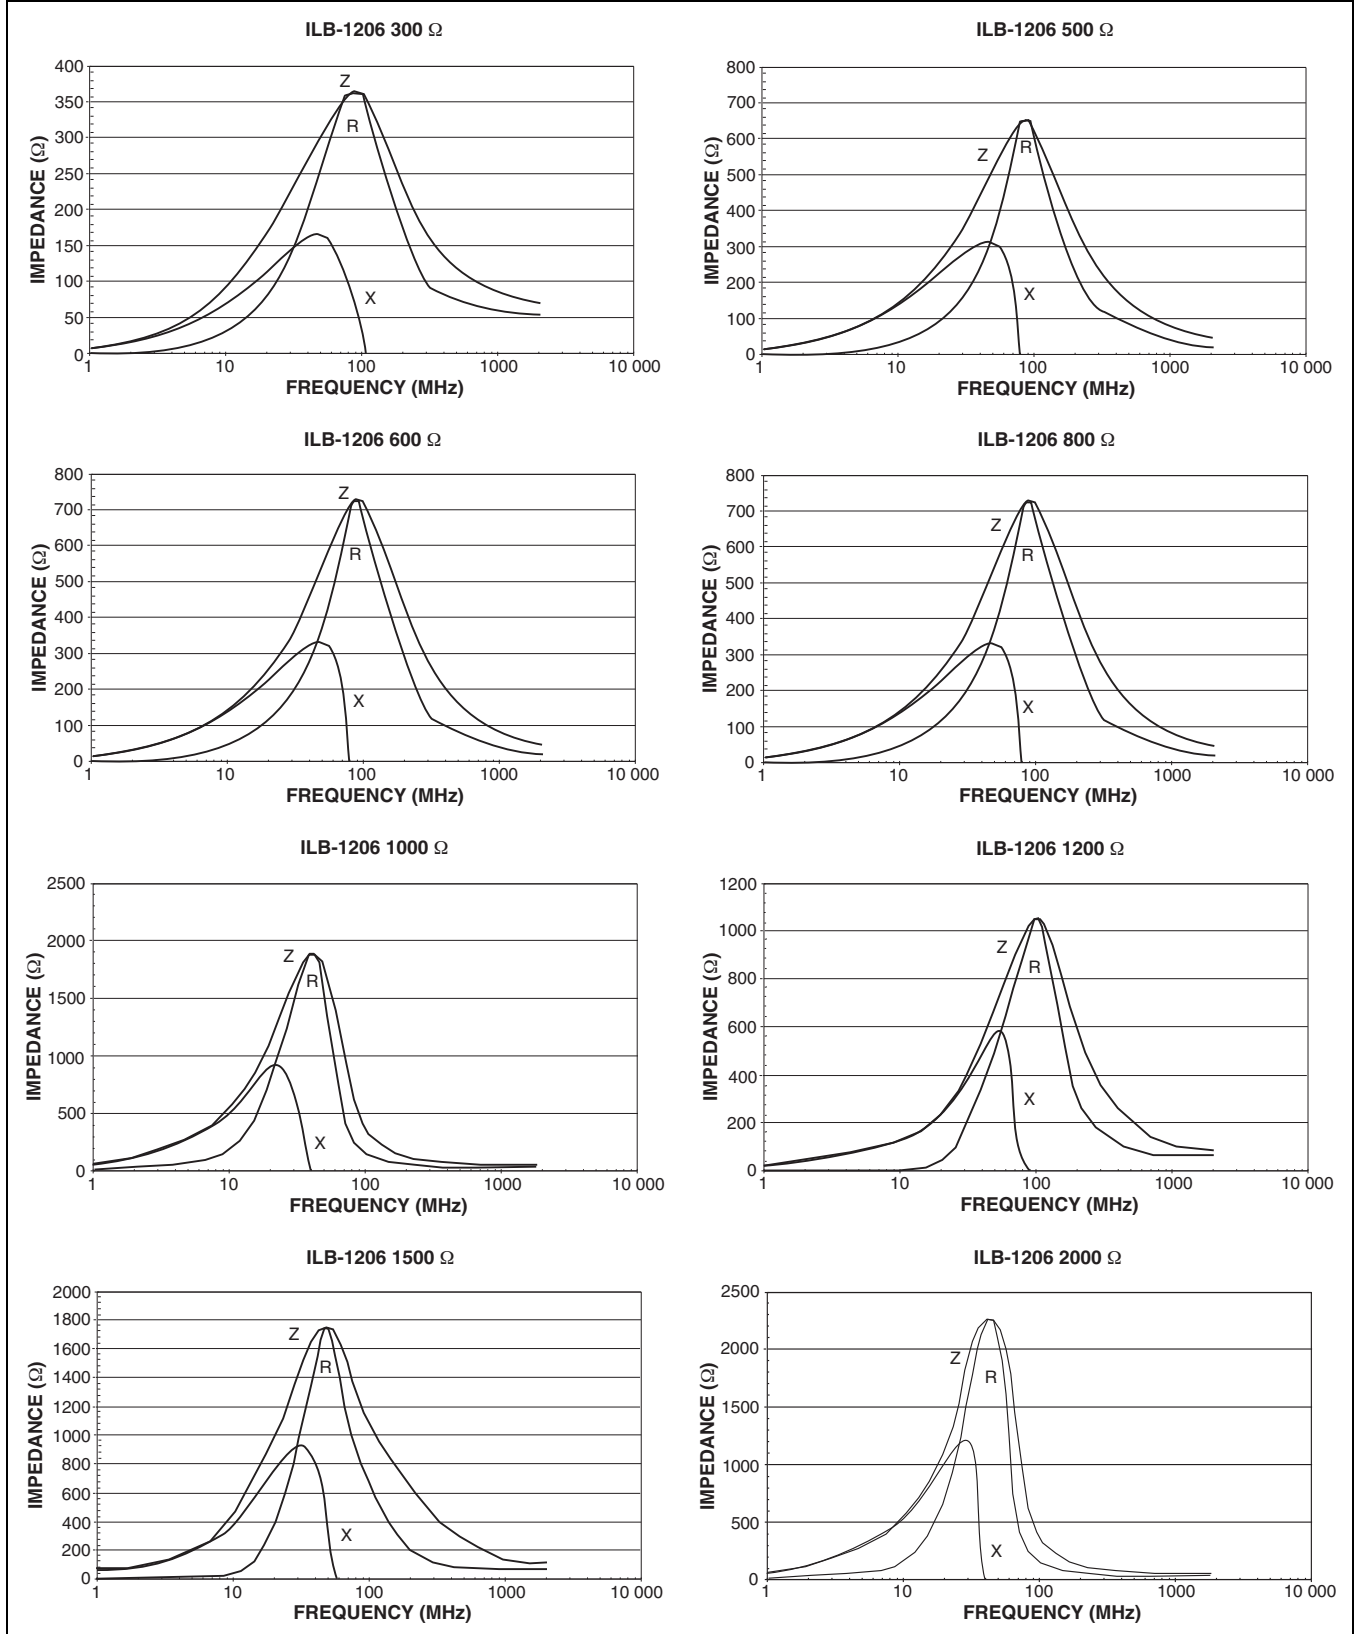 ILB-1206 300 Ω
400
350
300
250
200
150
100
50
0
IMPEDANCE (Ω)
Z
R
X
1
10
100
1000
10 000
FREQUENCY (MHz)
ILB-1206 500 Ω
800
700
600
500
400
300
200
100
0
IMPEDANCE (Ω)
Z
R
X
1
10
100
1000
10 000
FREQUENCY (MHz)
ILB-1206 600 Ω
800
700
600
500
400
300
200
100
0
IMPEDANCE (Ω)
Z
R
X
1
10
100
1000
10 000
FREQUENCY (MHz)
ILB-1206 800 Ω
800
700
600
500
400
300
200
100
0
IMPEDANCE (Ω)
Z
R
X
1
10
100
1000
10 000
FREQUENCY (MHz)
ILB-1206 1000 Ω
2500
2000
1500
1000
500
0
IMPEDANCE (Ω)
Z
R
X
1
10
100
1000
10 000
FREQUENCY (MHz)
ILB-1206 1200 Ω
1200
1000
800
600
400
200
0
IMPEDANCE (Ω)
Z
R
X
1
10
100
1000
10 000
FREQUENCY (MHz)
ILB-1206 1500 Ω
2000
1800
1600
1400
1200
1000
800
600
400
200
0
IMPEDANCE (Ω)
Z
R
X
1
10
100
1000
10 000
FREQUENCY (MHz)
ILB-1206 2000 Ω
2500
2000
1500
1000
500
0
IMPEDANCE (Ω)
Z
R
X
1
10
100
1000
10 000
FREQUENCY (MHz)